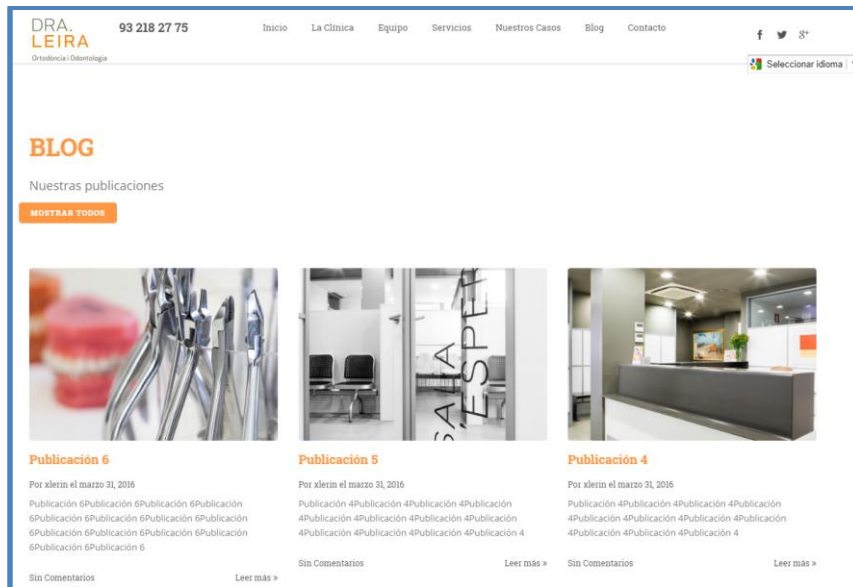 DRA.
LEIRA
Ortodòncia i Odontologia
93 218 27 75
Inicio La Clínica Equipo Servicios Nuestros Casos Blog Contacto
Seleccionar idioma
BLOG
Nuestras publicaciones
MOSTRAR TODOS
SALA
D'ESPER
Publicación 6
Por xlerin el marzo 31, 2016
Publicación 6Publicación 6Publicación 6Publicación
6Publicación 6Publicación 6Publicación 6Publicación
6Publicación 6Publicación 6Publicación 6Publicación
6Publicación 6Publicación 6
Sin Comentarios Leer más »
Publicación 5
Por xlerin el marzo 31, 2016
Publicación 4Publicación 4Publicación 4Publicación
4Publicación 4Publicación 4Publicación 4Publicación
4Publicación 4Publicación 4Publicación 4Publicación 4
Sin Comentarios Leer más »
Publicación 4
Por xlerin el marzo 31, 2016
Publicación 4Publicación 4Publicación 4Publicación
4Publicación 4Publicación 4Publicación 4Publicación
4Publicación 4Publicación 4Publicación 4
Sin Comentarios Leer más »